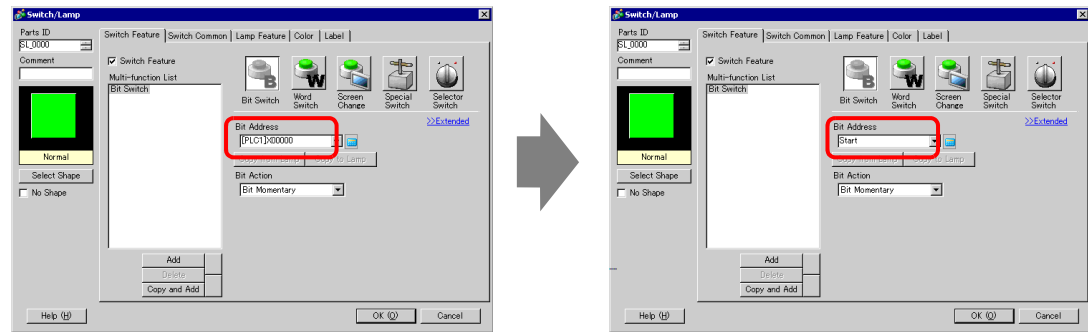 Switch/Lamp
Parts ID
SL_0000
Comment
Normal
Select Shape
No Shape
Switch Feature
Switch Common
Lamp Feature
Color
Label
Switch Feature
Multi-function List
Bit Switch
Bit Switch
Word Switch
Screen Change
Special Switch
Selector Switch
>>Extended
Bit Address
[PLC1]X00000
Copy from Lamp
Copy to Lamp
Bit Action
Bit Momentary
Add
Delete
Copy and Add
Help (H)
OK (O)
Cancel
Switch/Lamp
Parts ID
SL_0000
Comment
Normal
Select Shape
No Shape
Switch Feature
Switch Common
Lamp Feature
Color
Label
Switch Feature
Multi-function List
Bit Switch
Bit Switch
Word Switch
Screen Change
Special Switch
Selector Switch
>>Extended
Bit Address
Start
Copy from Lamp
Copy to Lamp
Bit Action
Bit Momentary
Add
Delete
Copy and Add
Help (H)
OK (O)
Cancel